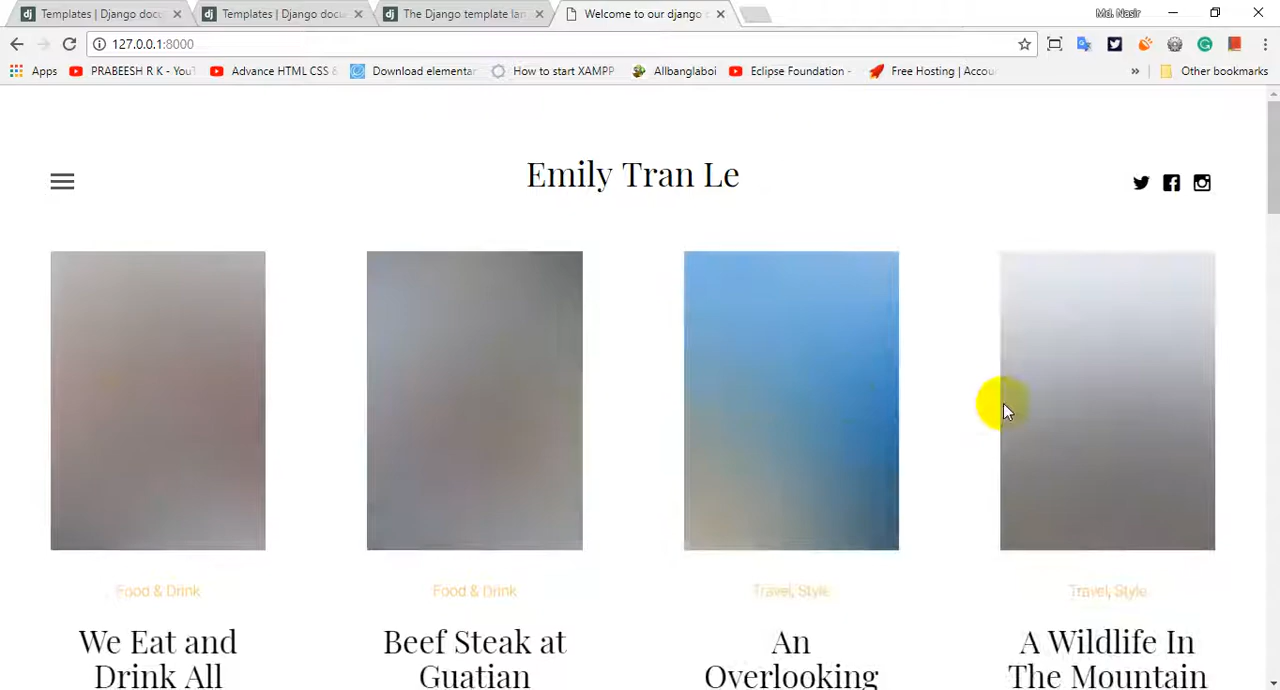 Templates | Django docu
Templates | Django docu
The Django template lan
Welcome to our django
Md. Nasir
127.0.0.1:8000
Apps
PRABEESH R K - YouT
Advance HTML CSS &
Download elementar
How to start XAMPP
Allbanglaboi
Eclipse Foundation -
Free Hosting | Accou
»
Other bookmarks
Emily Tran Le
Food & Drink
Food & Drink
Travel, Style
Travel, Style
We Eat and
Drink All
Beef Steak at
Guatian
An
Overlooking
A Wildlife In
The Mountain